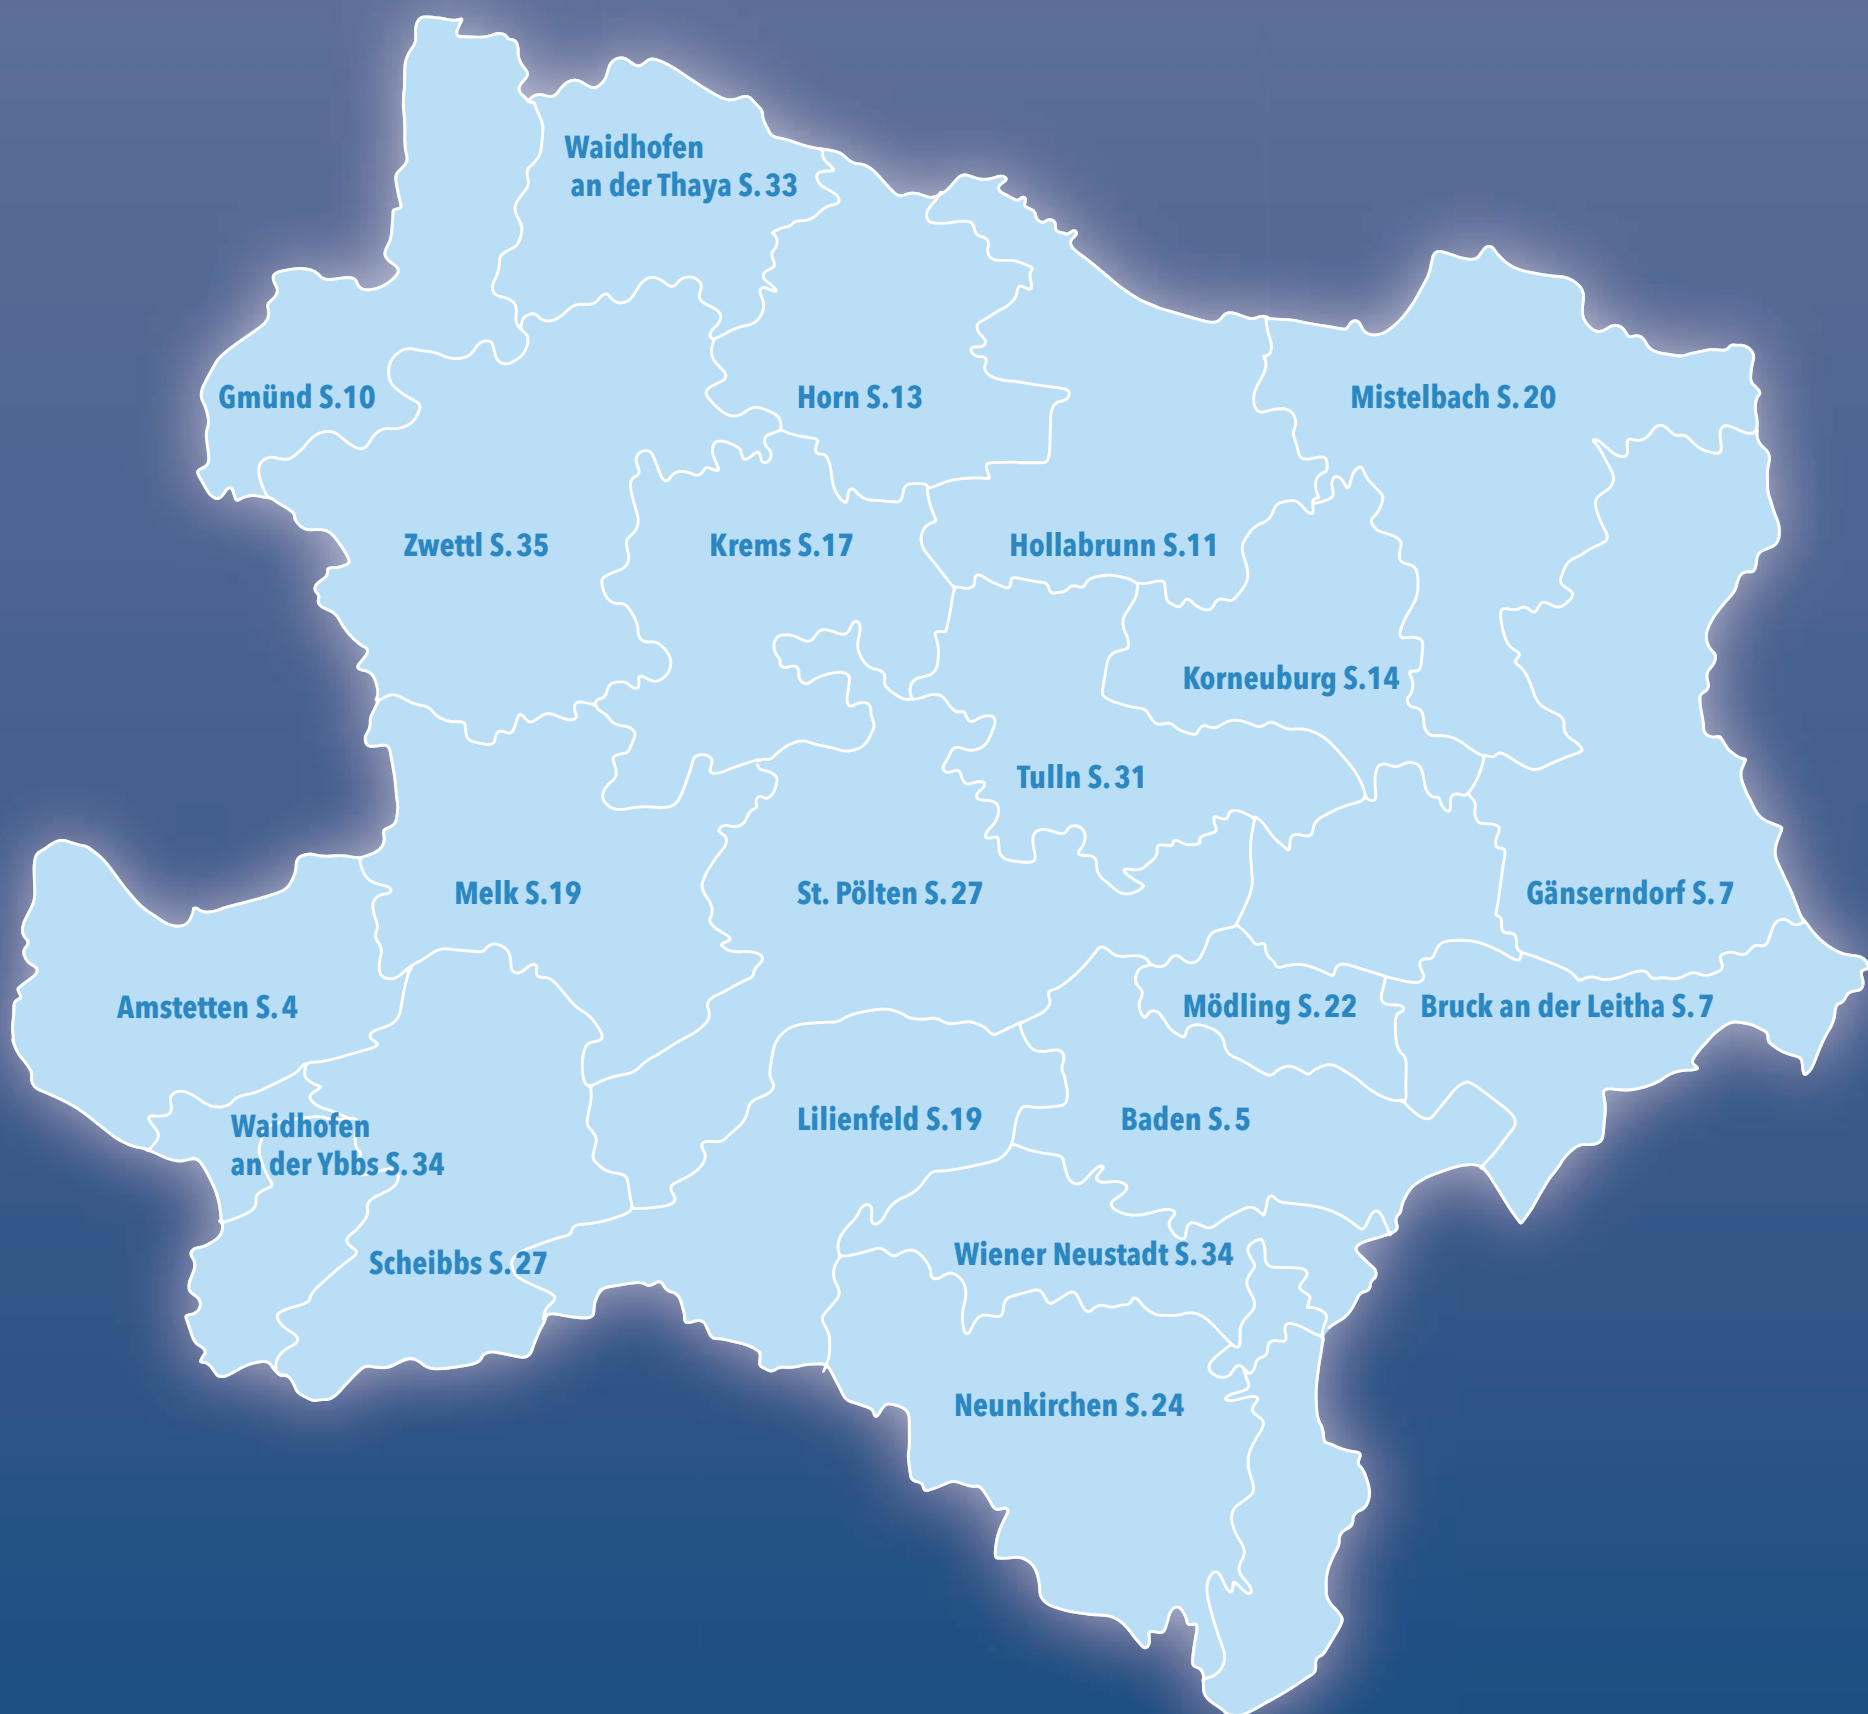 Waidhofen
an der Thaya S. 33
Gmünd S. 10
Horn S. 13
Mistelbach S. 20
Zwettl S. 35
Krems S. 17
Hollabrunn S. 11
Korneuburg S. 14
Tulln S. 31
Melk S. 19
St. Pölten S. 27
Gänserndorf S. 7
Amstetten S. 4
Mödling S. 22
Bruck an der Leitha S. 7
Waidhofen
an der Ybbs S. 34
Lilienfeld S. 19
Baden S. 5
Scheibbs S. 27
Wiener Neustadt S. 34
Neunkirchen S. 24